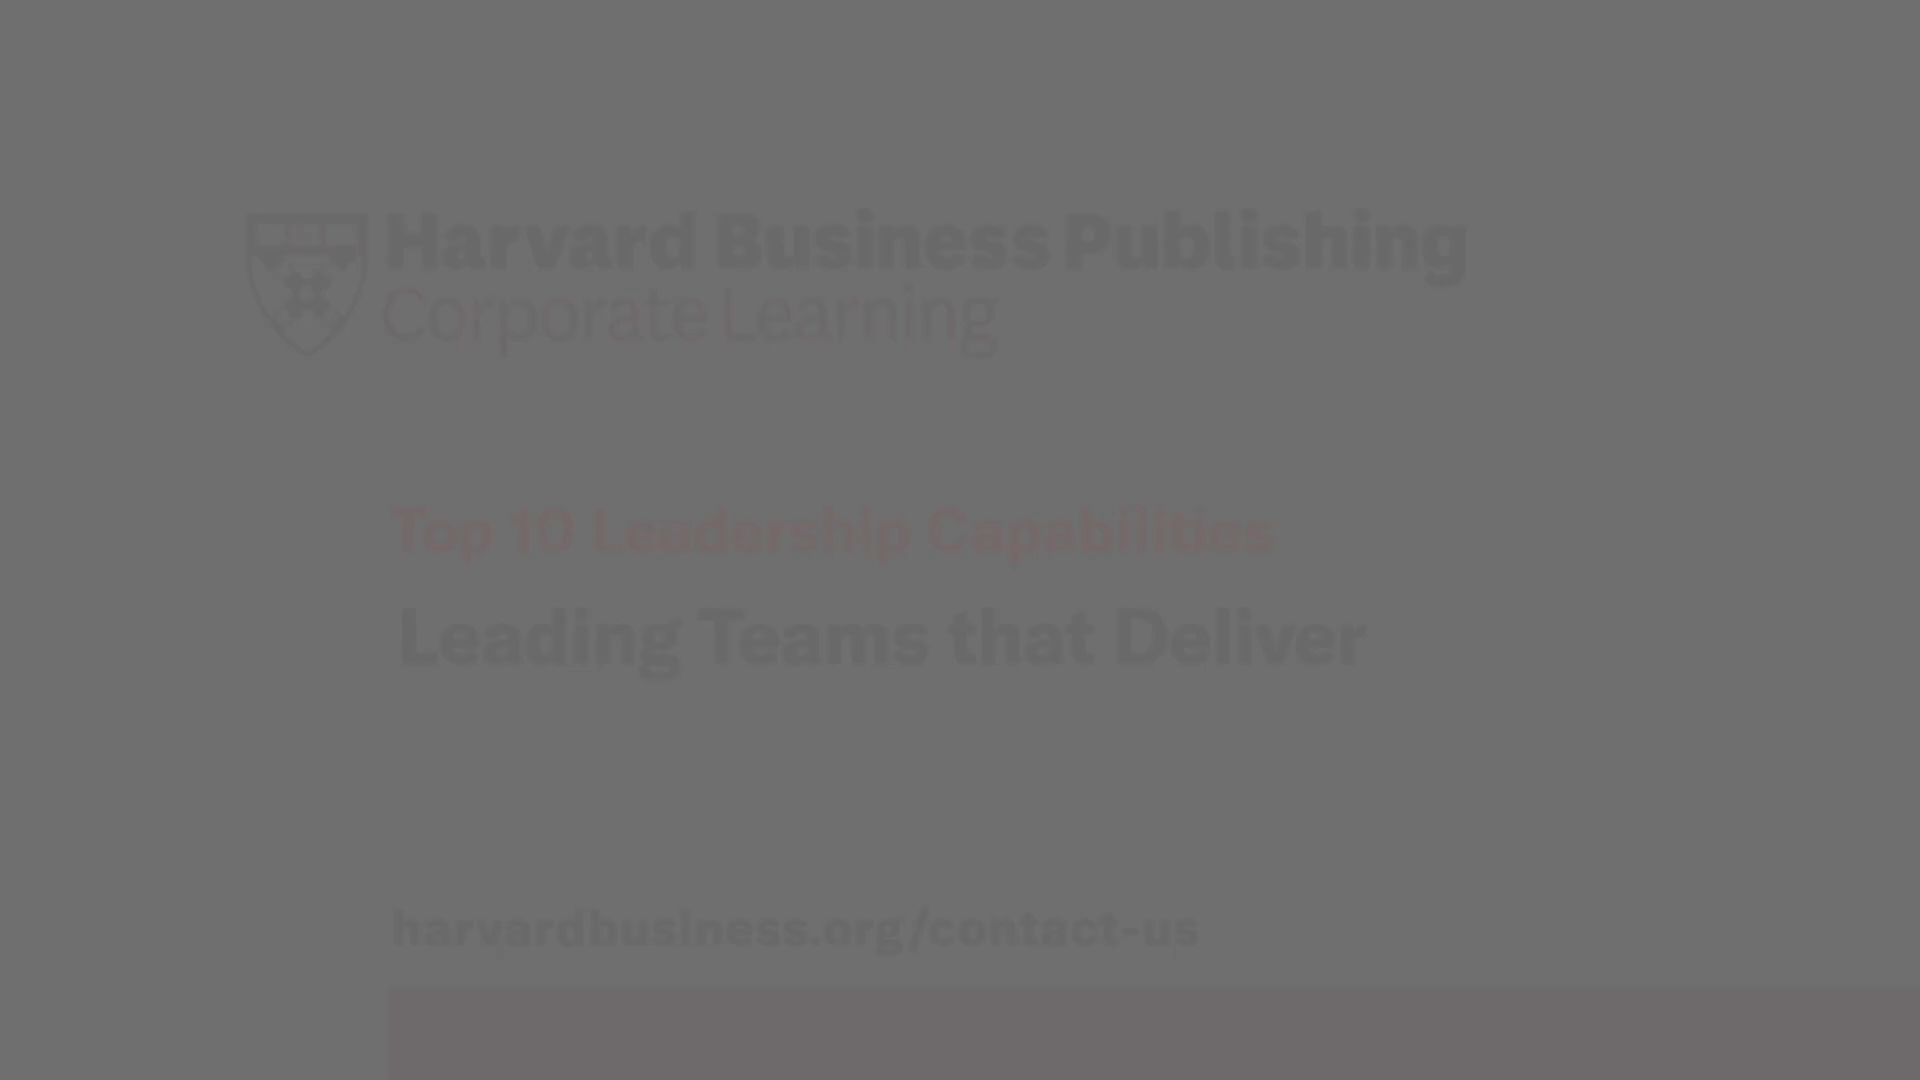 Harvard Business Publishing
Corporate Learning
Top 10 Leadership Capabilities
Leading Teams that Deliver
harvardbusiness.org/contact-us